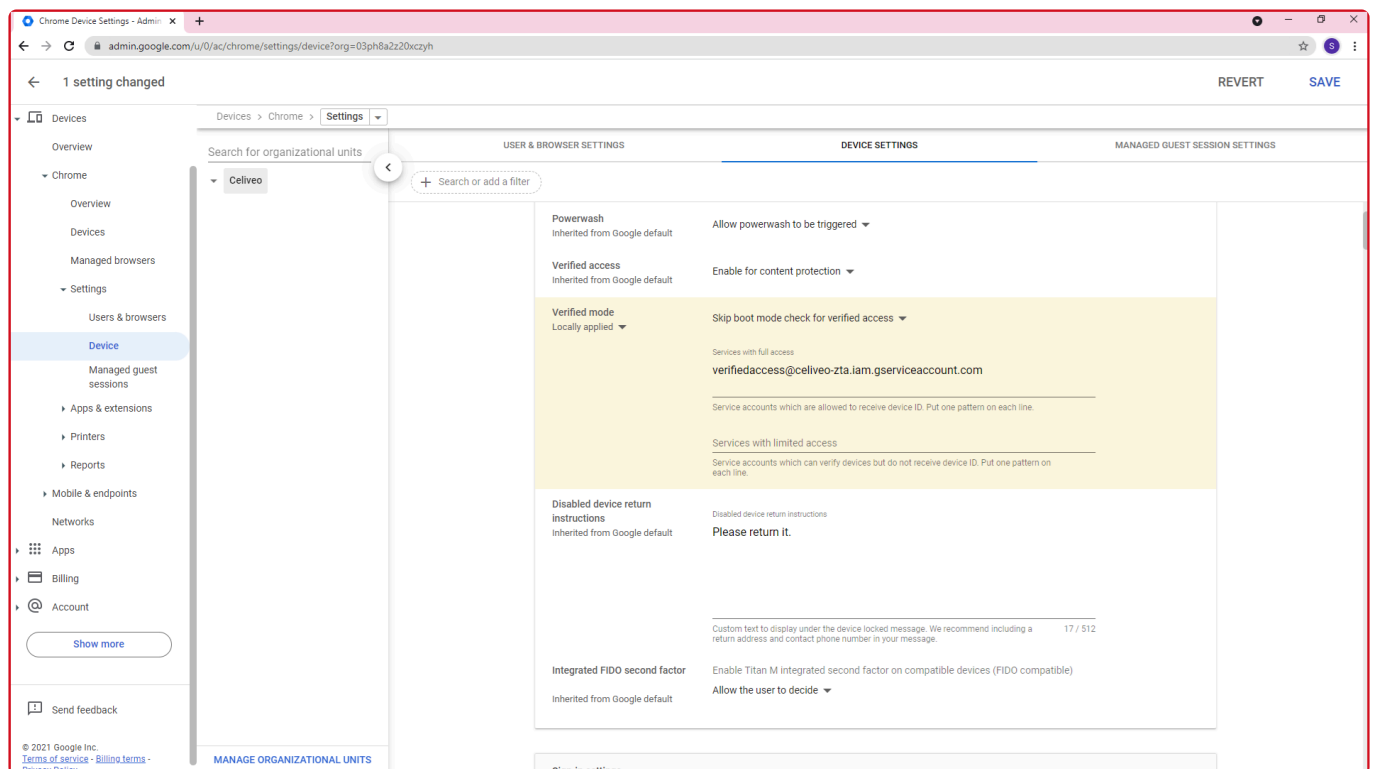 Chrome Device Settings - Admin
admin.google.com/u/0/ac/chrome/settings/device?org=03ph8a2z20xczyh
S
1 setting changed
REVERT
SAVE
Devices
Overview
Chrome
Overview
Devices
Managed browsers
Settings
Users & browsers
Device
Managed guest
sessions
Apps & extensions
Printers
Reports
Mobile & endpoints
Networks
Apps
Billing
Account
Show more
Send feedback
© 2021 Google Inc.
Terms of service - Billing terms -
Privacy Policy
Devices > Chrome > Settings
Search for organizational units
Celiveo
MANAGE ORGANIZATIONAL UNITS
USER & BROWSER SETTINGS
DEVICE SETTINGS
MANAGED GUEST SESSION SETTINGS
+ Search or add a filter
Powerwash
Inherited from Google default
Allow powerwash to be triggered
Verified access
Inherited from Google default
Enable for content protection
Verified mode
Locally applied
Skip boot mode check for verified access
Services with full access
verifiedaccess@celiveo-zta.iam.gserviceaccount.com
Service accounts which are allowed to receive device ID. Put one pattern on each line.
Services with limited access
Service accounts which can verify devices but do not receive device ID. Put one pattern on
each line.
Disabled device return
instructions
Inherited from Google default
Disabled device return instructions
Please return it.
Custom text to display under the device locked message. We recommend including a
return address and contact phone number in your message.
17 / 512
Integrated FIDO second factor
Inherited from Google default
Enable Titan M integrated second factor on compatible devices (FIDO compatible)
Allow the user to decide